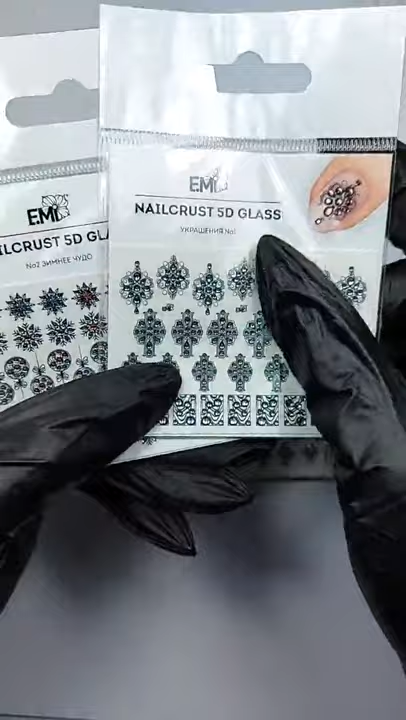 EMi
NAILCRUST 5D GLASS
УКРАШЕНИЯ №1
EMi
ILCRUST 5D GLA
№2 ЗИМНЕЕ ЧУДО